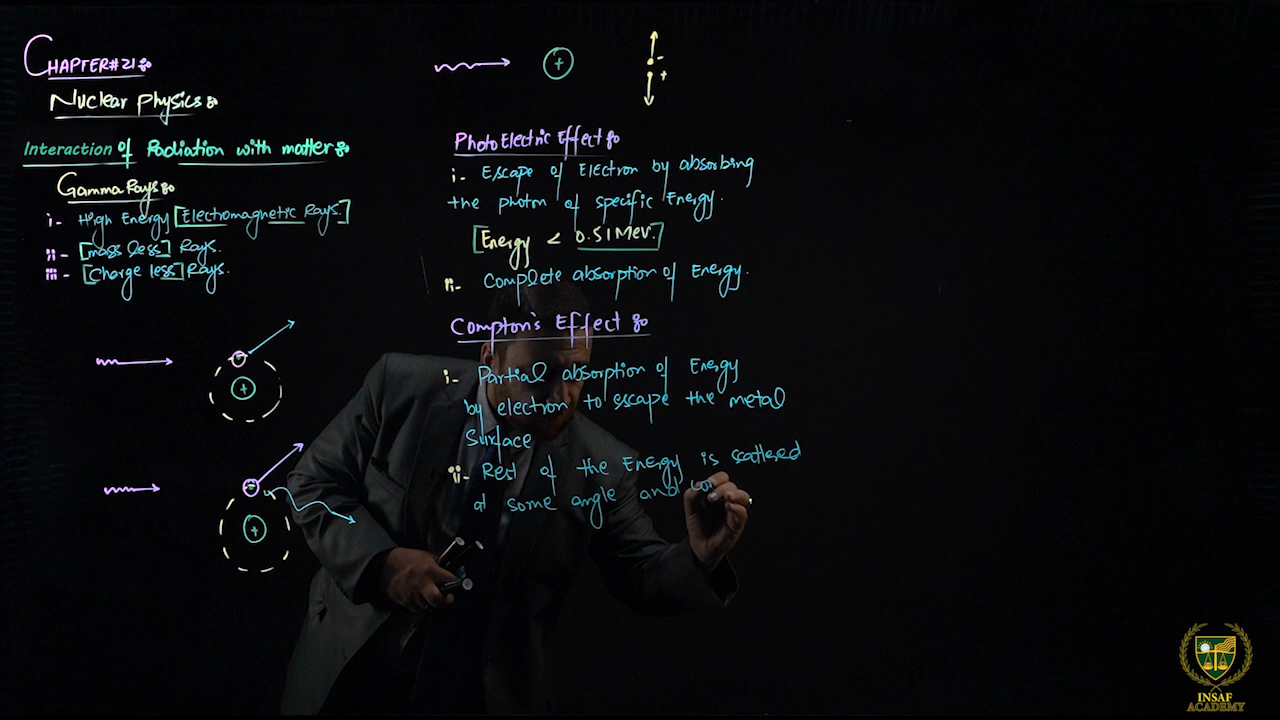 CHAPTER#21:
Nuclear Physics:
Interaction of Radiation with matter:
Gamma Rays:
i- High Energy [Electromagnetic Rays.]
ii- [mass less] Rays.
iii- [Charge less] Rays.
+
-
+
-
+
+
-
PhotoElectric Effect:
i- Escape of Electron by absorbing
the photon of specific Energy.
[Energy < 0.51 Mev.]
ii- Complete absorption of Energy.
Compton's Effect:
i- Partial absorption of Energy
by electron to escape the metal
Surface
ii- Rest of the Energy is scattered
at some angle and
INSAF
ACADEMY